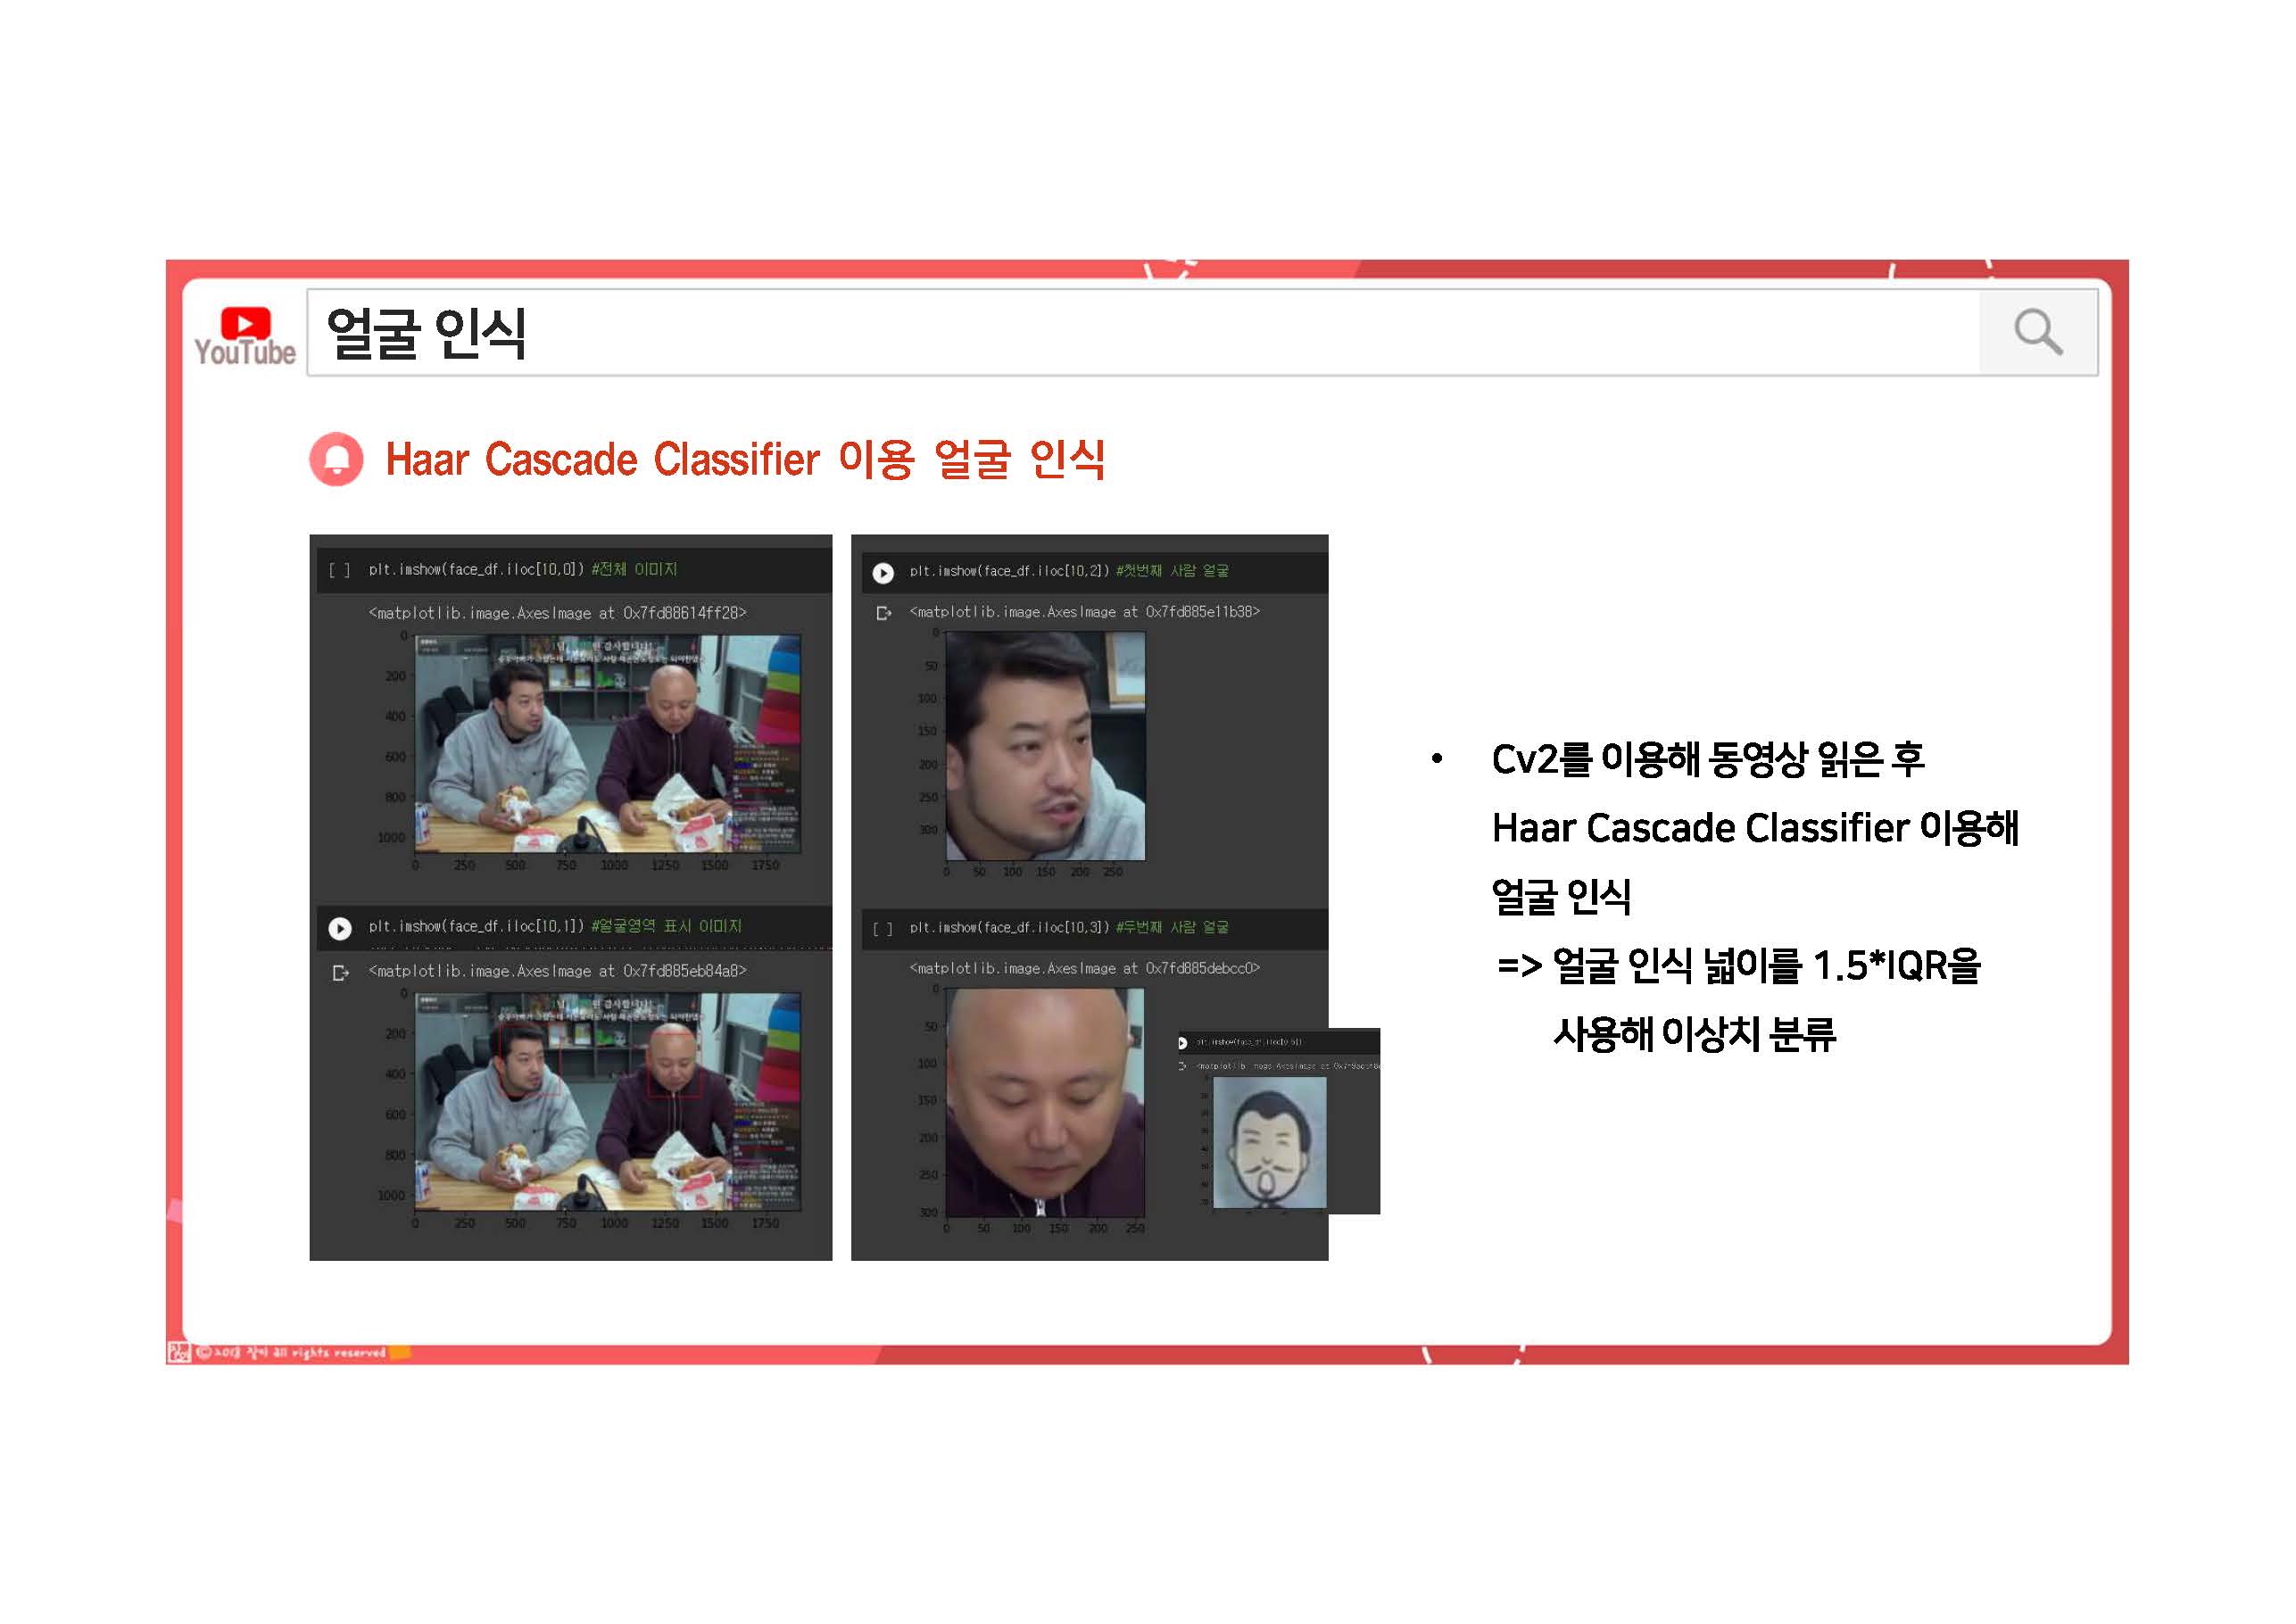 YouTube
얼굴 인식
Haar Cascade Classifier 이용 얼굴 인식
[ ] plt.imshow(face_df.iloc[10,0]) #전체 이미지
<matplotlib.image.AxesImage at 0x7fd88614ff28>
0
200
400
600
800
1000
0 250 500 750 1000 1250 1500 1750
plt.imshow(face_df.iloc[10,1]) #얼굴영역 표시 이미지
<matplotlib.image.AxesImage at 0x7fd885eb84a8>
0
200
400
600
800
1000
0 250 500 750 1000 1250 1500 1750
plt.imshow(face_df.iloc[10,2]) #첫번째 사람 얼굴
<matplotlib.image.AxesImage at 0x7fd885e11b38>
0
50
100
150
200
250
300
0 50 100 150 200 250
[ ] plt.imshow(face_df.iloc[10,3]) #두번째 사람 얼굴
<matplotlib.image.AxesImage at 0x7fd885debcc0>
0
50
100
150
200
250
300
0 50 100 150 200 250
• Cv2를 이용해 동영상 읽은 후
Haar Cascade Classifier 이용해
얼굴 인식
=> 얼굴 인식 넓이를 1.5*IQR을
사용해 이상치 분류
all rights reserved